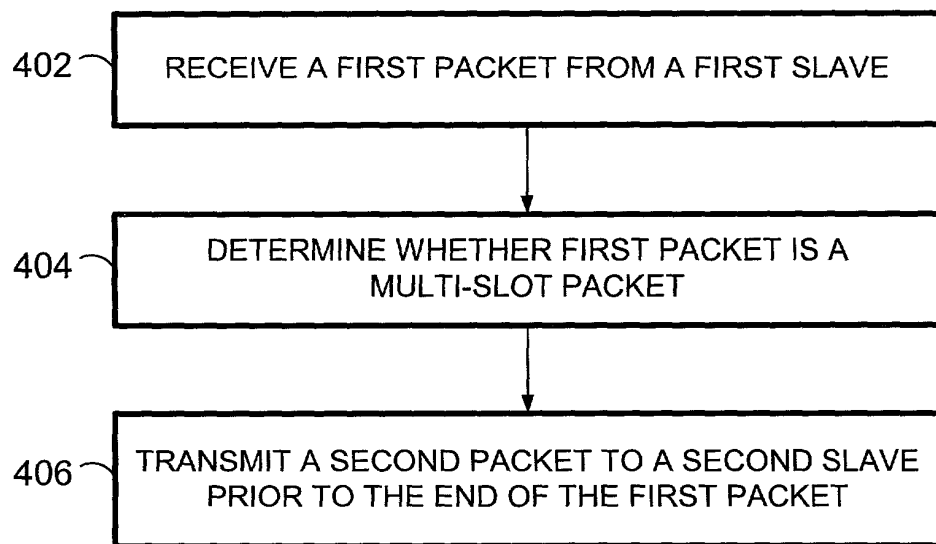 402
RECEIVE A FIRST PACKET FROM A FIRST SLAVE
404
DETERMINE WHETHER FIRST PACKET IS A
MULTI-SLOT PACKET
406
TRANSMIT A SECOND PACKET TO A SECOND SLAVE
PRIOR TO THE END OF THE FIRST PACKET